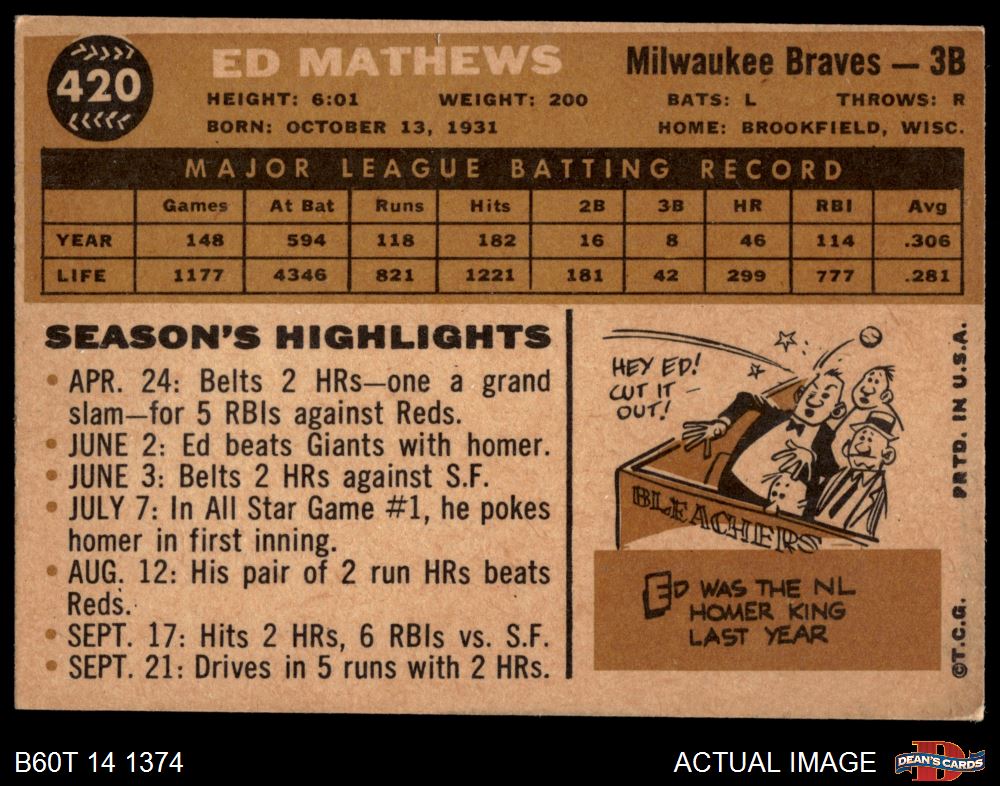 420
ED MATHEWS
Milwaukee Braves — 3B
HEIGHT: 6:01 WEIGHT: 200 BATS: L THROWS: R
BORN: OCTOBER 13, 1931 HOME: BROOKFIELD, WISC.
MAJOR LEAGUE BATTING RECORD
Games At Bat Runs Hits 2B 3B HR RBI Avg
YEAR 148 594 118 182 16 8 46 114 .306
LIFE 1177 4346 821 1221 181 42 299 777 .281
SEASON'S HIGHLIGHTS
• APR. 24: Belts 2 HRs—one a grand
slam—for 5 RBIs against Reds.
• JUNE 2: Ed beats Giants with homer.
• JUNE 3: Belts 2 HRs against S.F.
• JULY 7: In All Star Game #1, he pokes
homer in first inning.
• AUG. 12: His pair of 2 run HRs beats
Reds.
• SEPT. 17: Hits 2 HRs, 6 RBIs vs. S.F.
• SEPT. 21: Drives in 5 runs with 2 HRs.
HEY ED!
CUT IT
OUT!
BLEACHERS
ED WAS THE NL
HOMER KING
LAST YEAR
©T.C.G. PRTD. IN U.S.A.
B60T 14 1374
ACTUAL IMAGE
DEAN'S CARDS